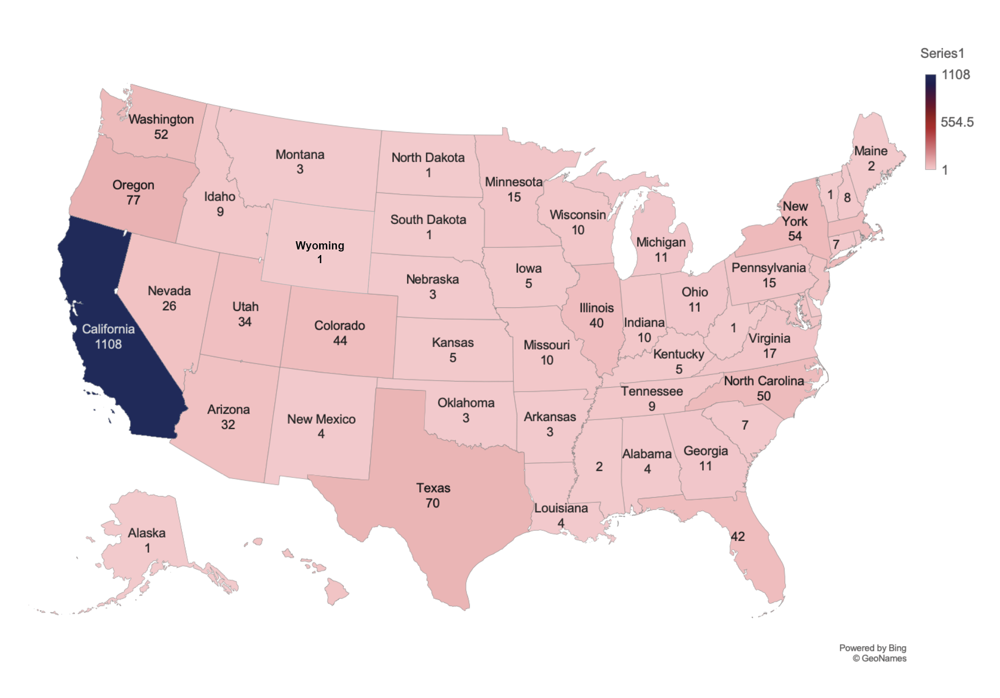 Series1
1108
554.5
1
Washington
52
Oregon
77
Idaho
9
Montana
3
North Dakota
1
Minnesota
15
South Dakota
1
Wyoming
1
Wisconsin
10
Michigan
11
New
York
54
Maine
2
1
8
7
Pennsylvania
15
California
1108
Nevada
26
Utah
34
Colorado
44
Nebraska
3
Iowa
5
Kansas
5
Missouri
10
Illinois
40
Indiana
10
Ohio
11
1
Virginia
17
Kentucky
5
North Carolina
50
Tennessee
9
7
Arizona
32
New Mexico
4
Oklahoma
3
Arkansas
3
2
Alabama
4
Georgia
11
Texas
70
Louisiana
4
42
Alaska
1
Powered by Bing
© GeoNames